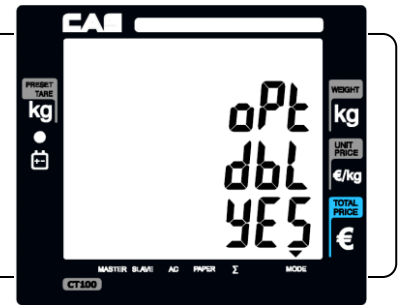 CAS
PRESET
TARE
kg
oPt
WEIGHT
kg
dbL
UNIT
PRICE
€/kg
YES
TOTAL
PRICE
€
MASTER SLAVE AC PAPER Σ MODE
CT100